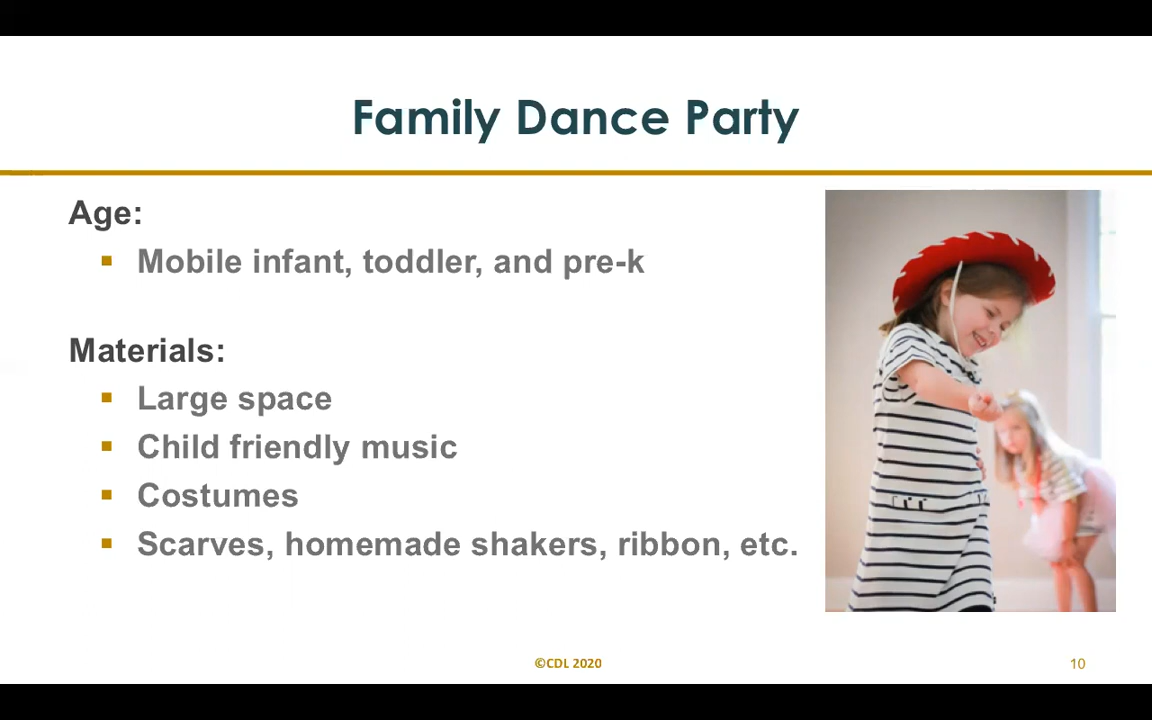 Family Dance Party
Age:
▪ Mobile infant, toddler, and pre-k
Materials:
▪ Large space
▪ Child friendly music
▪ Costumes
▪ Scarves, homemade shakers, ribbon, etc.
©CDL 2020
10